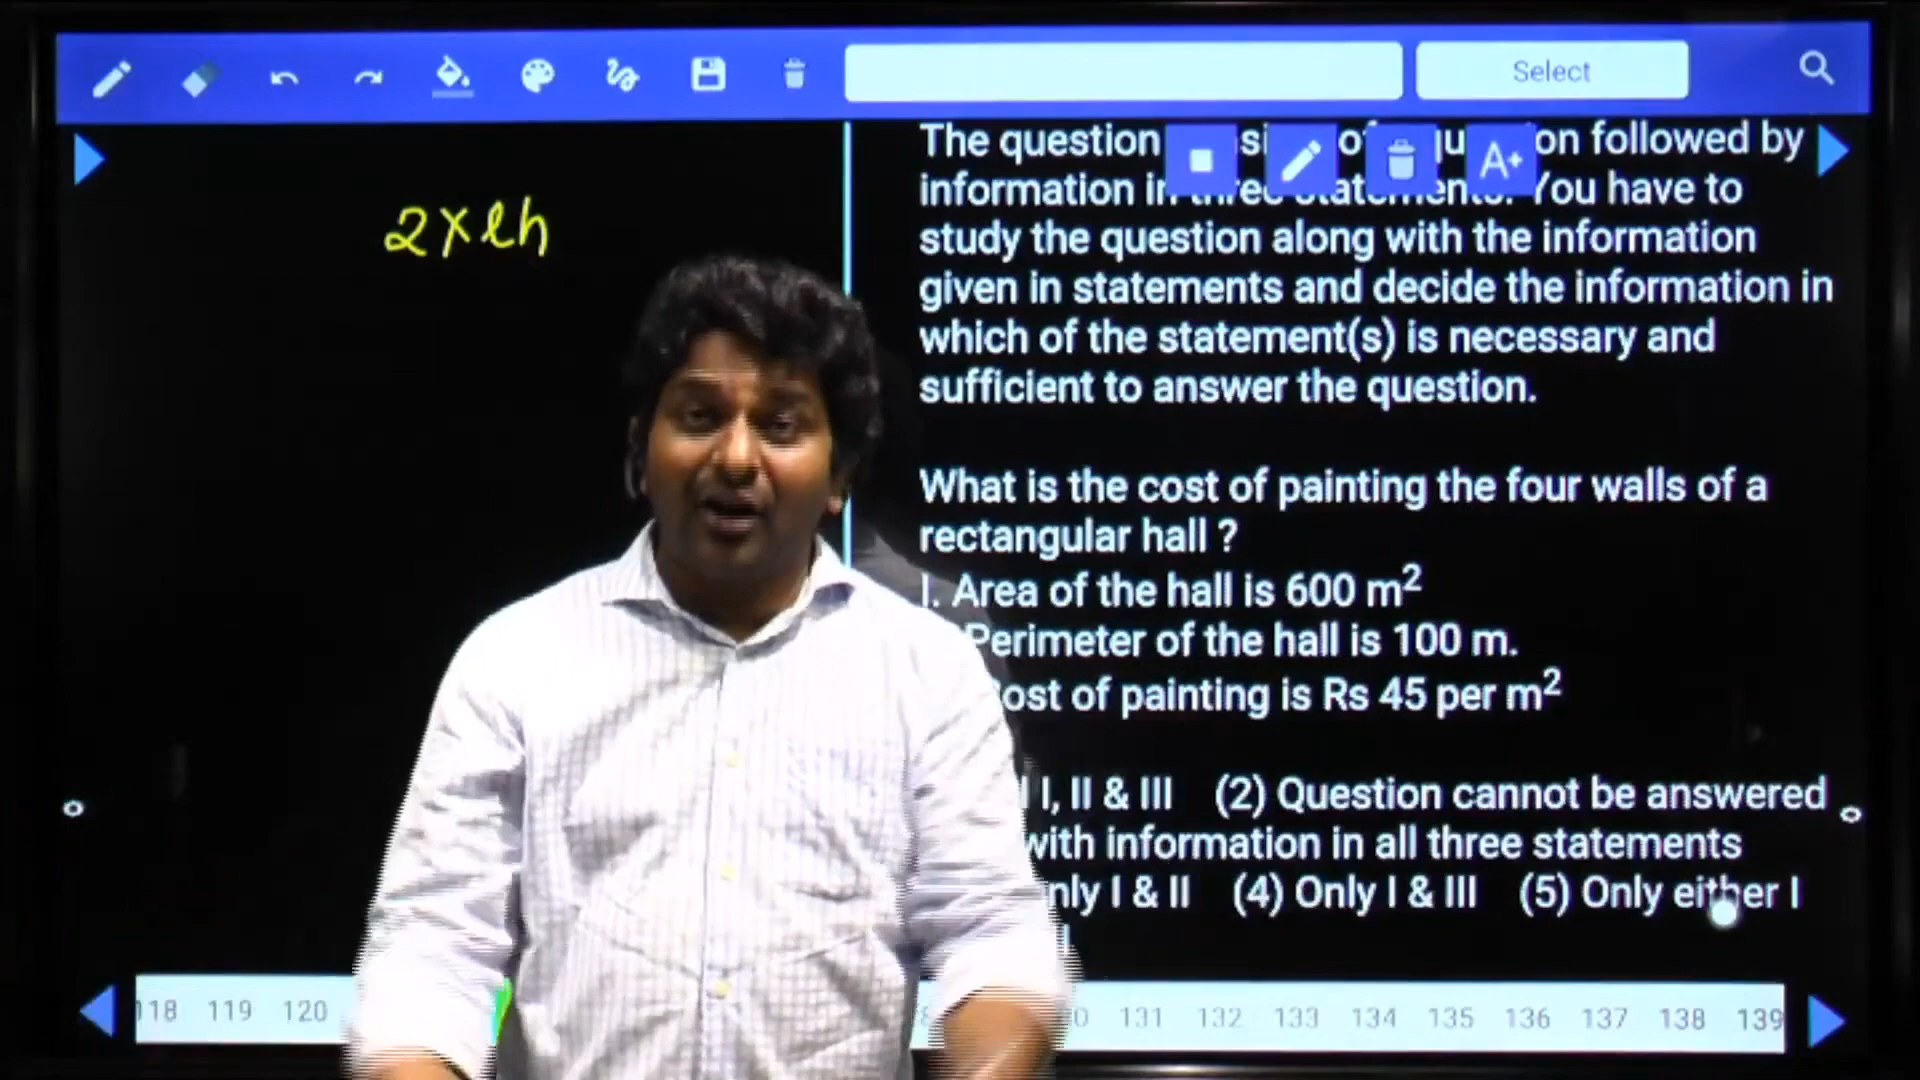 Select
2 x lh
The question followed by
information in You have to
study the question along with the information
given in statements and decide the information in
which of the statement(s) is necessary and
sufficient to answer the question.
What is the cost of painting the four walls of a
rectangular hall ?
I. Area of the hall is 600 m²
Perimeter of the hall is 100 m.
of painting is Rs 45 per m²
I, II & III (2) Question cannot be answered
with information in all three statements
I & II (4) Only I & III (5) Only either I
119 120 131 132 133 134 135 136 137 138 139